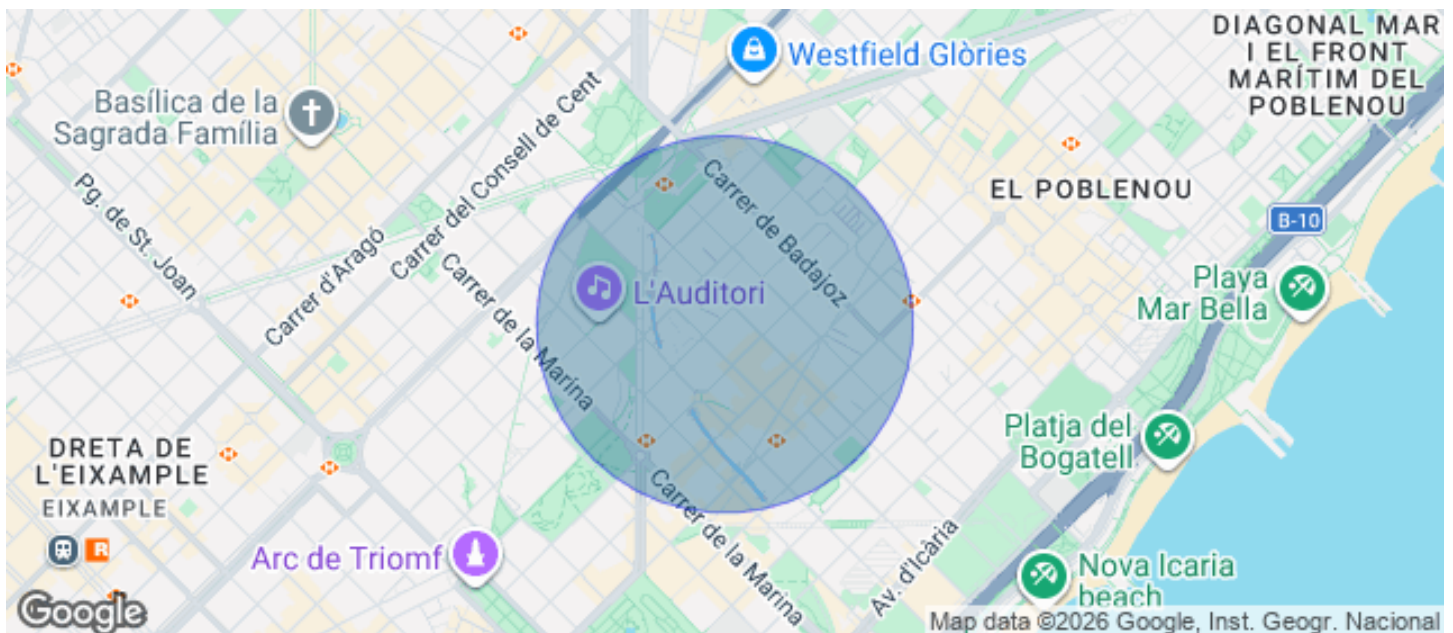 DIAGONAL MAR
I EL FRONT
MARÍTIM DEL
POBLENOU
Westfield Glòries
Basílica de la
Sagrada Família
Carrer del Consell de Cent
Carrer d'Aragó
Pg. de St. Joan
Carrer de Badajoz
EL POBLENOU
B-10
L'Auditori
Playa
Mar Bella
Carrer de la Marina
Platja del
Bogatell
DRETA DE
L'EIXAMPLE
EIXAMPLE
R
Carrer de la Marina
Arc de Triomf
Av. d'Icària
Nova Icaria
beach
Google
Map data ©2026 Google, Inst. Geogr. Nacional